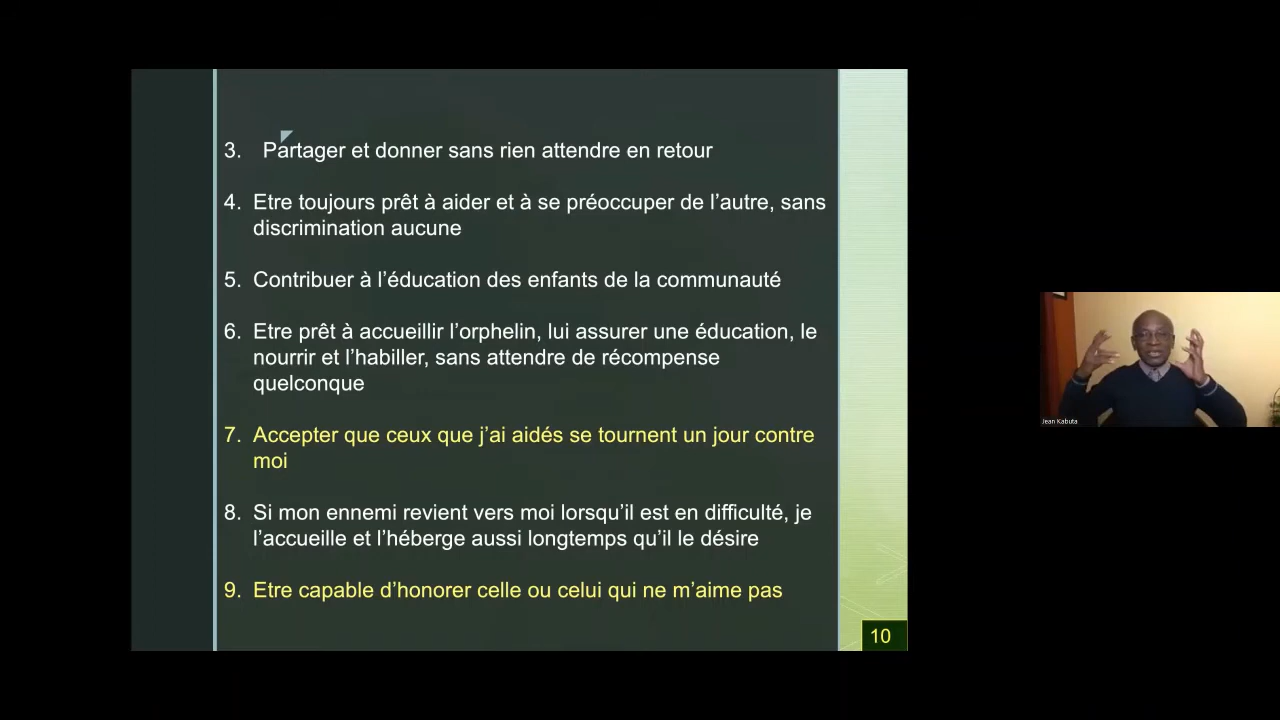 3. Partager et donner sans rien attendre en retour
4. Etre toujours prêt à aider et à se préoccuper de l’autre, sans
discrimination aucune
5. Contribuer à l’éducation des enfants de la communauté
6. Etre prêt à accueillir l’orphelin, lui assurer une éducation, le
nourrir et l’habiller, sans attendre de récompense
quelconque
7. Accepter que ceux que j’ai aidés se tournent un jour contre
moi
8. Si mon ennemi revient vers moi lorsqu’il est en difficulté, je
l’accueille et l’héberge aussi longtemps qu’il le désire
9. Etre capable d’honorer celle ou celui qui ne m’aime pas
10
Jean Kabuta